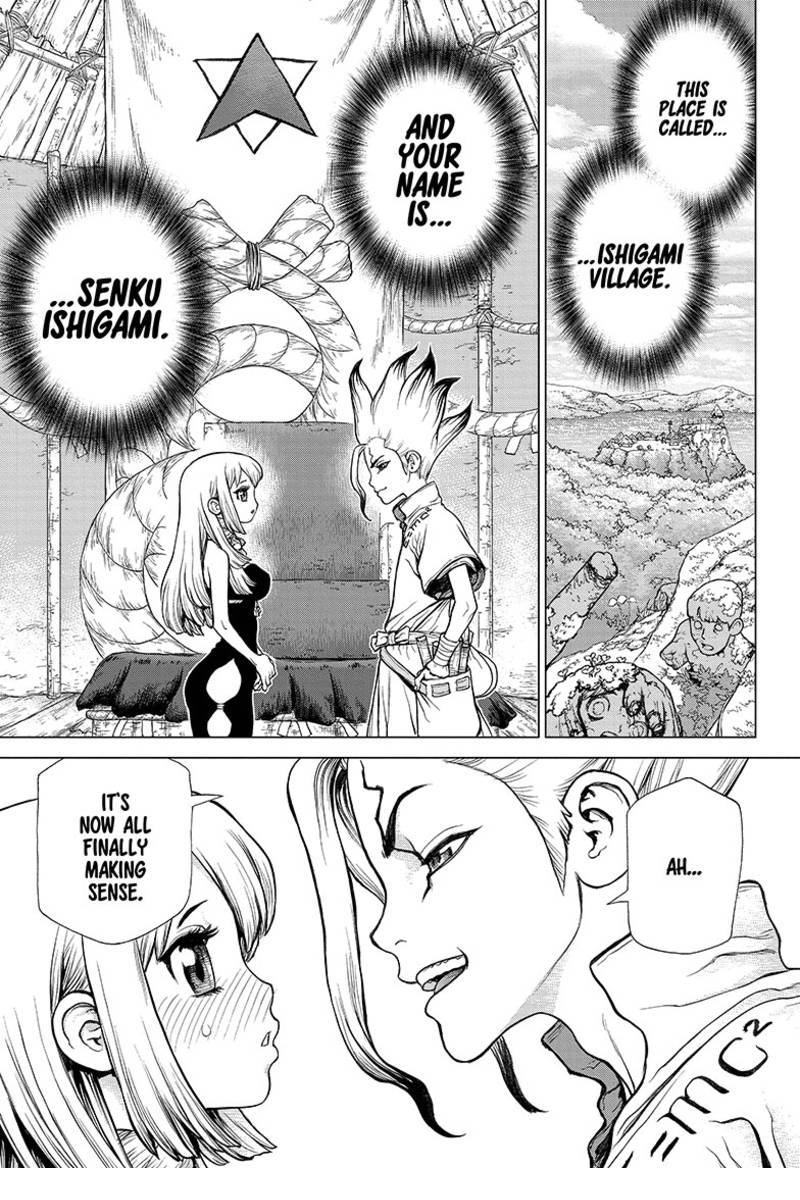 THIS
PLACE IS
CALLED...
...ISHIGAMI
VILLAGE.
AND
YOUR
NAME
IS...
...SENKU
ISHIGAMI.
AH...
IT'S
NOW ALL
FINALLY
MAKING
SENSE.
=mc²